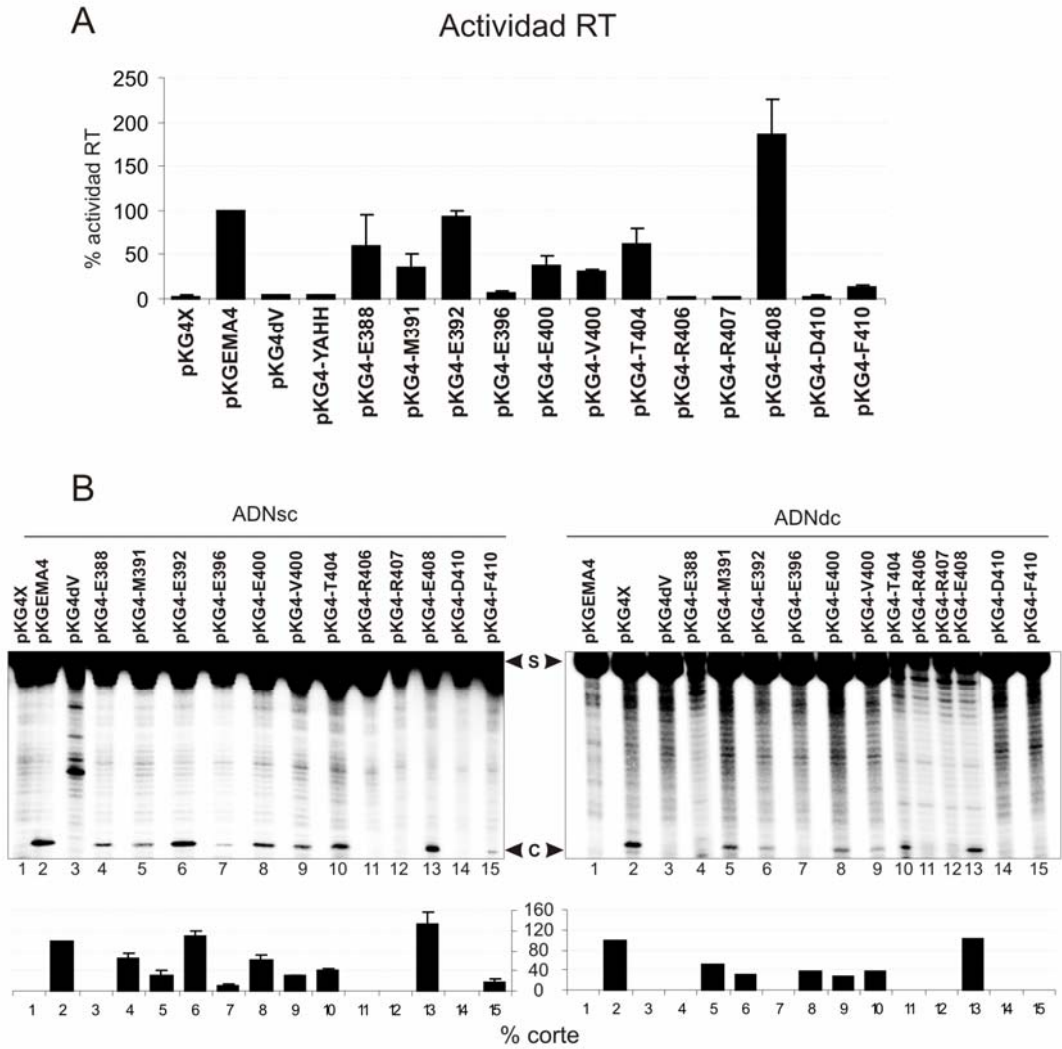 A
Actividad RT
% actividad RT
250
200
150
100
50
0
pKG4X
pKGEMA4
pKG4dV
pKG4-YAHH
pKG4-E388
pKG4-M391
pKG4-E392
pKG4-E396
pKG4-E400
pKG4-V400
pKG4-T404
pKG4-R406
pKG4-R407
pKG4-E408
pKG4-D410
pKG4-F410
B
ADNsc
pKG4X
pKGEMA4
pKG4dV
pKG4-E388
pKG4-M391
pKG4-E392
pKG4-E396
pKG4-E400
pKG4-V400
pKG4-T404
pKG4-R406
pKG4-R407
pKG4-E408
pKG4-D410
pKG4-F410
ADNdc
pKGEMA4
pKG4X
pKG4dV
pKG4-E388
pKG4-M391
pKG4-E392
pKG4-E396
pKG4-E400
pKG4-V400
pKG4-T404
pKG4-R406
pKG4-R407
pKG4-E408
pKG4-D410
pKG4-F410
S
C
1 2 3 4 5 6 7 8 9 10 11 12 13 14 15
1 2 3 4 5 6 7 8 9 10 11 12 13 14 15
160
120
80
40
0
1 2 3 4 5 6 7 8 9 10 11 12 13 14 15
1 2 3 4 5 6 7 8 9 10 11 12 13 14 15
% corte